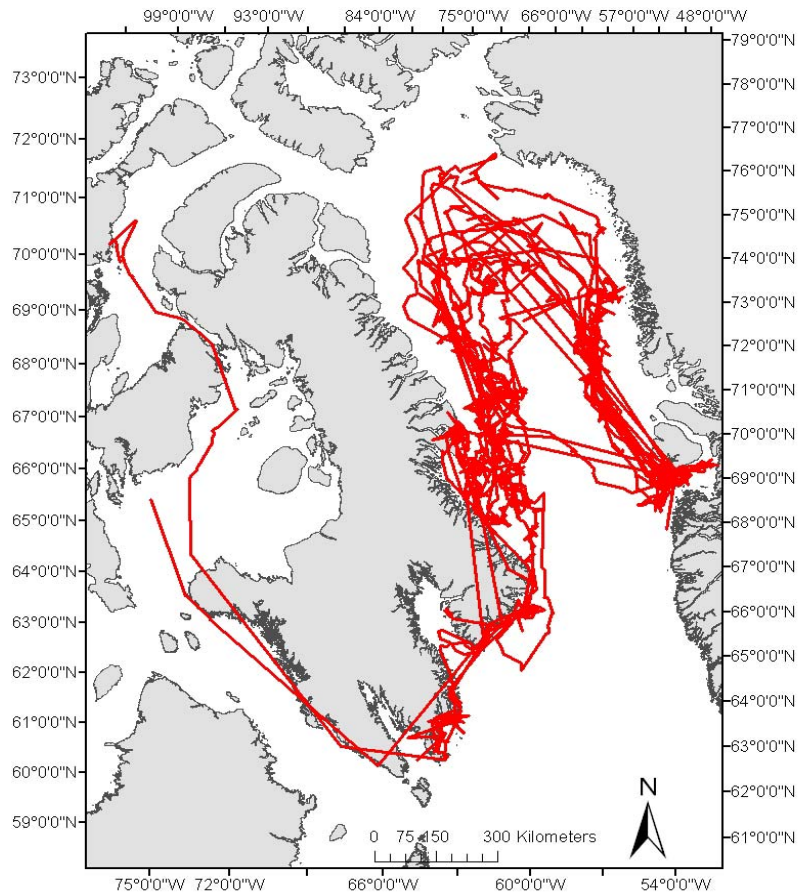 99°0'0"W 93°0'0"W 84°0'0"W 75°0'0"W 66°0'0"W 57°0'0"W 48°0'0"W
73°0'0"N
72°0'0"N
71°0'0"N
70°0'0"N
69°0'0"N
68°0'0"N
67°0'0"N
66°0'0"N
65°0'0"N
64°0'0"N
63°0'0"N
62°0'0"N
61°0'0"N
60°0'0"N
59°0'0"N
79°0'0"N
78°0'0"N
77°0'0"N
76°0'0"N
75°0'0"N
74°0'0"N
73°0'0"N
72°0'0"N
71°0'0"N
70°0'0"N
69°0'0"N
68°0'0"N
67°0'0"N
66°0'0"N
65°0'0"N
64°0'0"N
63°0'0"N
62°0'0"N
61°0'0"N
N
0 75 150 300 Kilometers
75°0'0"W 72°0'0"W 66°0'0"W 60°0'0"W 54°0'0"W